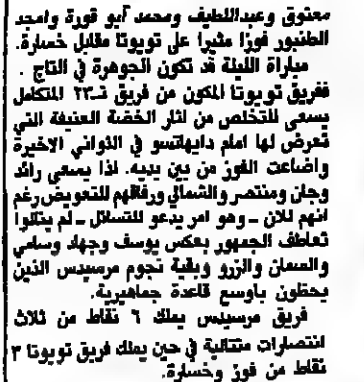 معتوق وعبداللطيف ومحمد أبو قورة وامجد
الطنبور فوزا مثيرا على تويوتا مقابل خسارة.
مباراة الليلة قد تكون الجوهرة في التاج .
ففريق تويوتا المكون من فريق تـ٢٣ المتكامل
يسعى للتخلص من اثار الخضة العنيفة التي
تعرض لها امام دايهاتسو في الثواني الاخيرة
واضاعت الفوز من بين يديه. لذا يسعى رائد
وجان ومنتصر والشمالي ورفاقهم للتعويض رغم
انهم للان ـ وهو امر يدعو للتساؤل ـ لم ينالوا
تعاطف الجمهور بعكس يوسف وجهاد وسامي
والسمان والزرو وبقية نجوم مرسيدس الذين
يحظون باوسع قاعدة جماهيرية.
فريق مرسيدس يملك ٦ نقاط من ثلاث
انتصارات متتالية في حين يملك فريق تويوتا ٣
نقاط من فوز وخسارة.